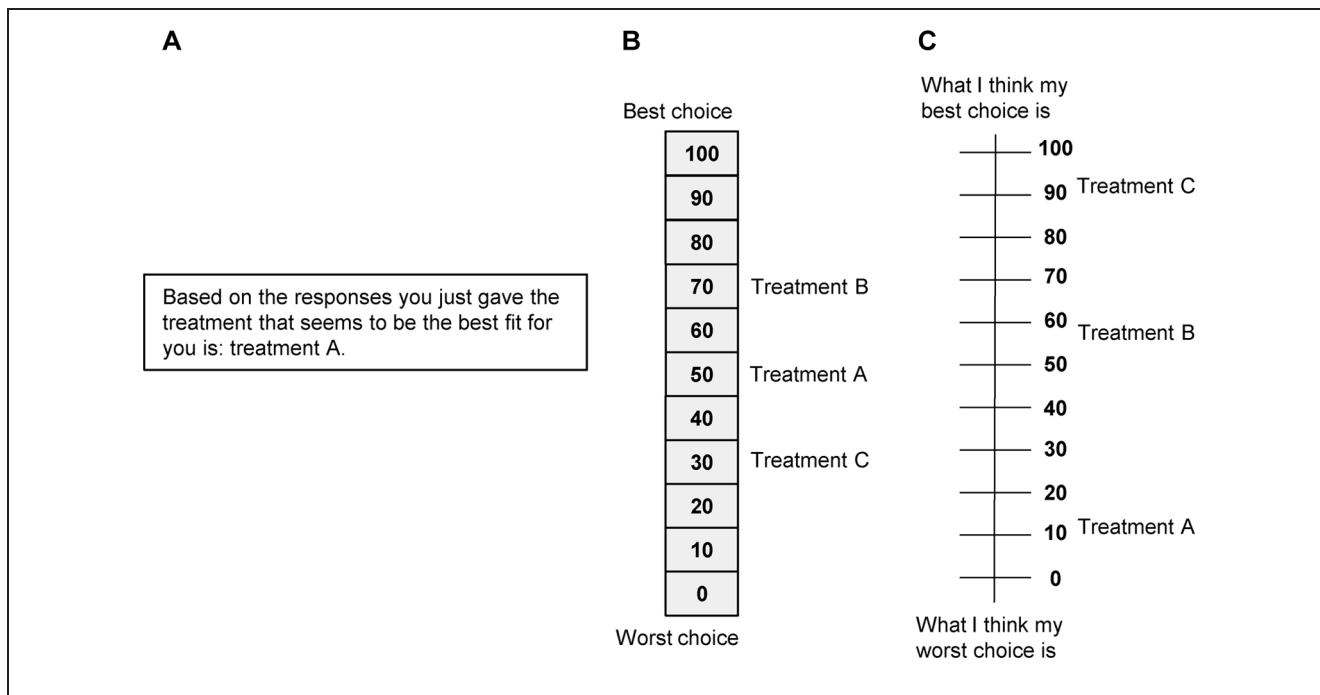 A
Based on the responses you just gave the
treatment that seems to be the best fit for
you is: treatment A.
B
Best choice
100
90
80
70 Treatment B
60
50 Treatment A
40
30 Treatment C
20
10
0
Worst choice
C
What I think my
best choice is
100
90 Treatment C
80
70
60
Treatment B
50
40
30
20
10 Treatment A
0
What I think my
worst choice is